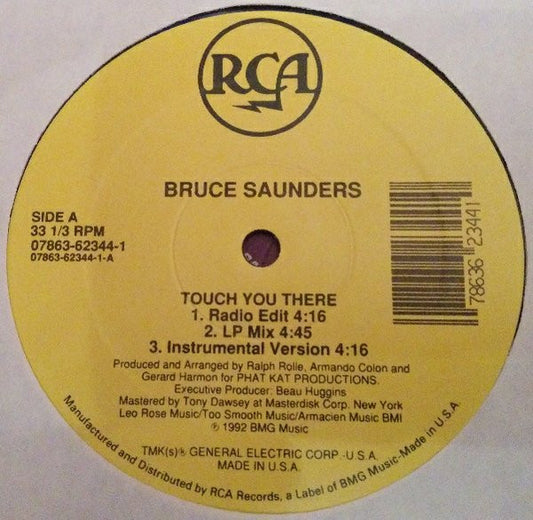 RCA
BRUCE SAUNDERS
SIDE A
33 1/3 RPM
07863-62344-1
07863-62344-1-A
78636 23441
TOUCH YOU THERE
1. Radio Edit 4:16
2. LP Mix 4:45
3. Instrumental Version 4:16
Produced and Arranged by Ralph Rolle, Armando Colon and
Gerard Harmon for PHAT KAT PRODUCTIONS.
Executive Producer: Beau Huggins
Mastered by Tony Dawsey at Masterdisk Corp. New York
Leo Rose Music/Too Smooth Music/Armacien Music BMI
℗ 1992 BMG Music
TMK(s)® GENERAL ELECTRIC CORP -U.S.A.
MADE IN U.S.A.
Manufactured and Distributed by RCA Records, a Label of BMG Music-Made in U.S.A.